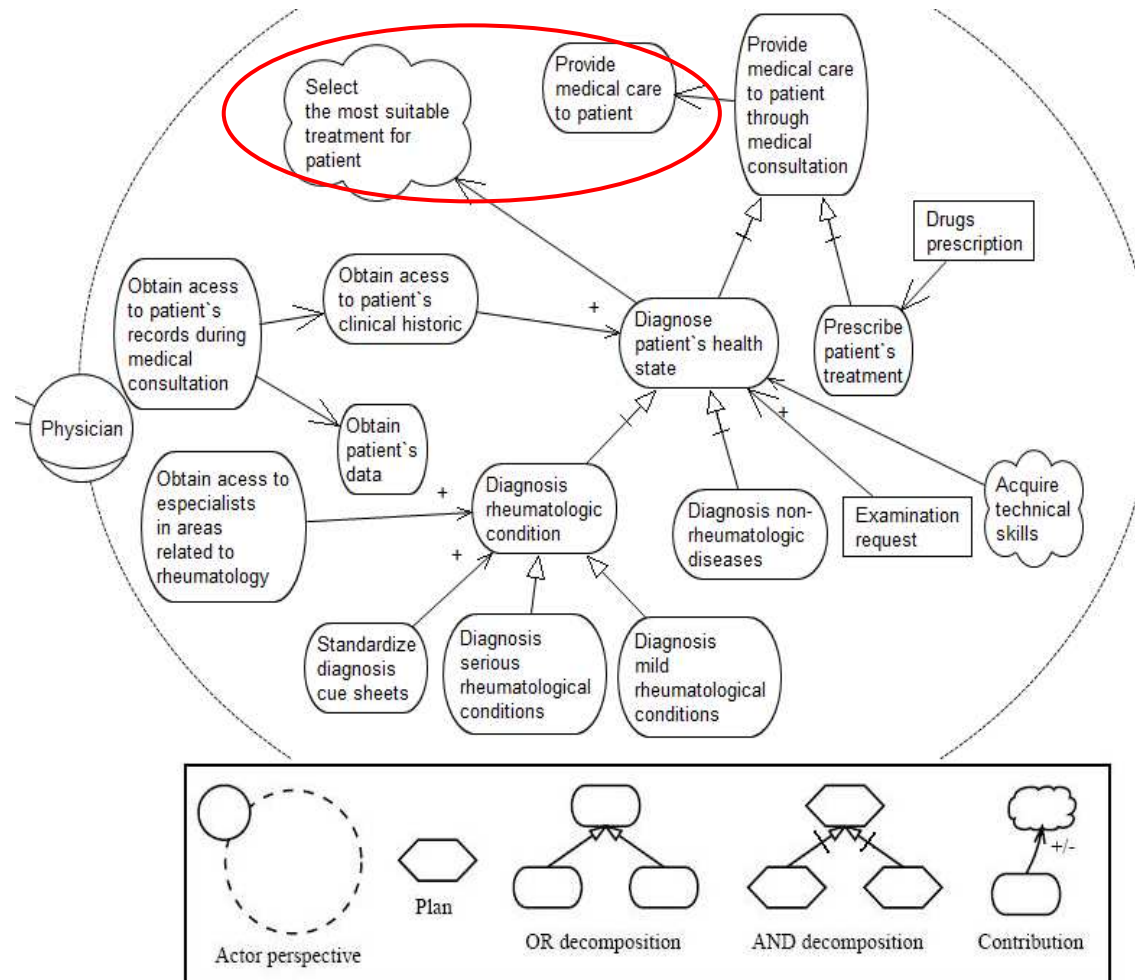 Select
the most suitable
treatment for
patient
Provide
medical care
to patient
Provide
medical care
to patient
through
medical
consultation
Drugs
prescription
Obtain acess
to patient`s
records during
medical
consultation
Obtain acess
to patient`s
clinical historic
+
Diagnose
patient`s health
state
Prescribe
patient`s
treatment
Physician
Obtain
patient`s
data
+
Obtain acess to
especialists
in areas
related to
rheumatology
+
Diagnosis
rheumatologic
condition
+
Diagnosis non-
rheumatologic
diseases
Examination
request
Acquire
technical
skills
Standardize
diagnosis
cue sheets
Diagnosis
serious
rheumatological
conditions
Diagnosis
mild
rheumatological
conditions
Actor perspective
Plan
OR decomposition
AND decomposition
+/-
Contribution